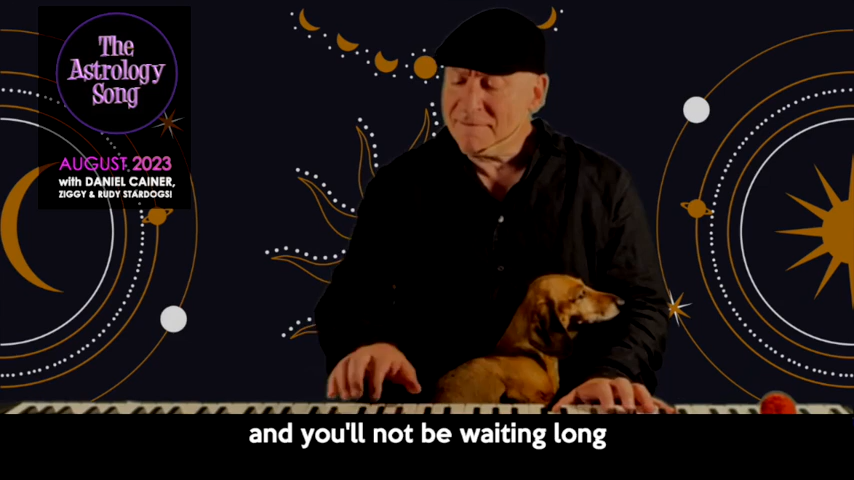 The
Astrology
Song
AUGUST 2023
with DANIEL CAINER,
ZIGGY & RUDY STARDOGS!
and you'll not be waiting long